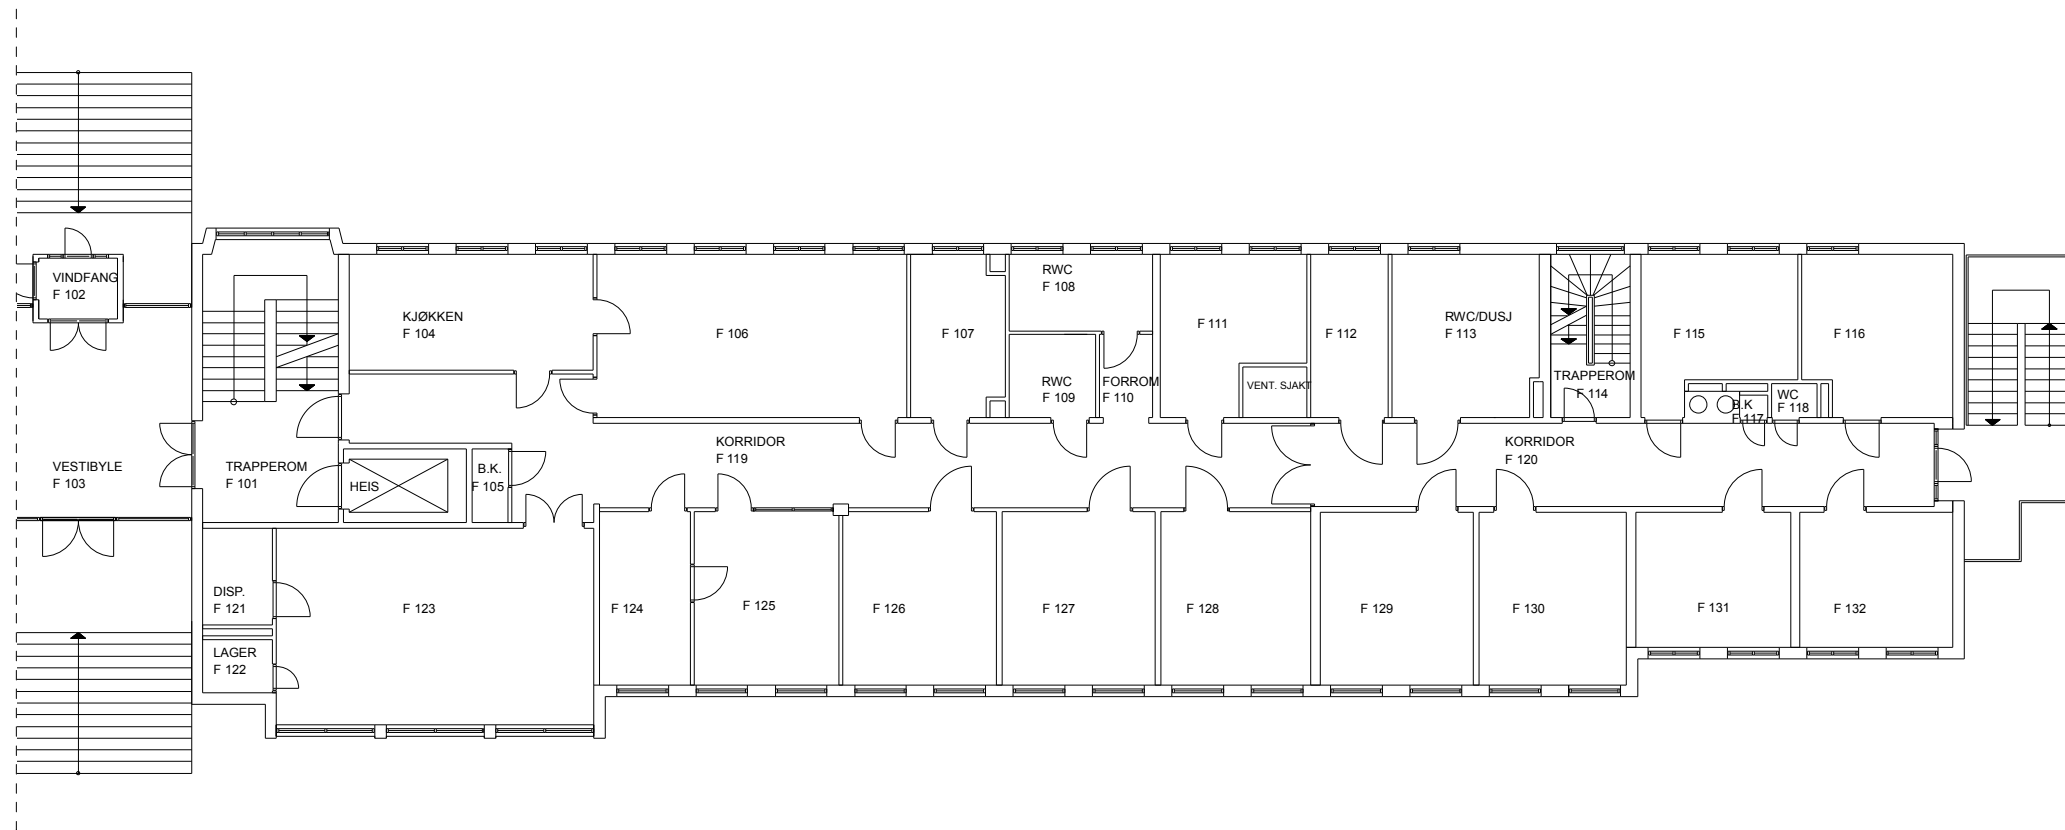 VINDFANG
F 102
KJØKKEN
F 104
F 106
F 107
RWC
F 108
RWC
F 109
FORROM
F 110
F 111
VENT. SJAKT
F 112
RWC/DUSJ
F 113
TRAPPEROM
F 114
F 115
F 116
B.K
F 117
WC
F 118
VESTIBYLE
F 103
TRAPPEROM
F 101
HEIS
B.K.
F 105
KORRIDOR
F 119
KORRIDOR
F 120
DISP.
F 121
LAGER
F 122
F 123
F 124
F 125
F 126
F 127
F 128
F 129
F 130
F 131
F 132